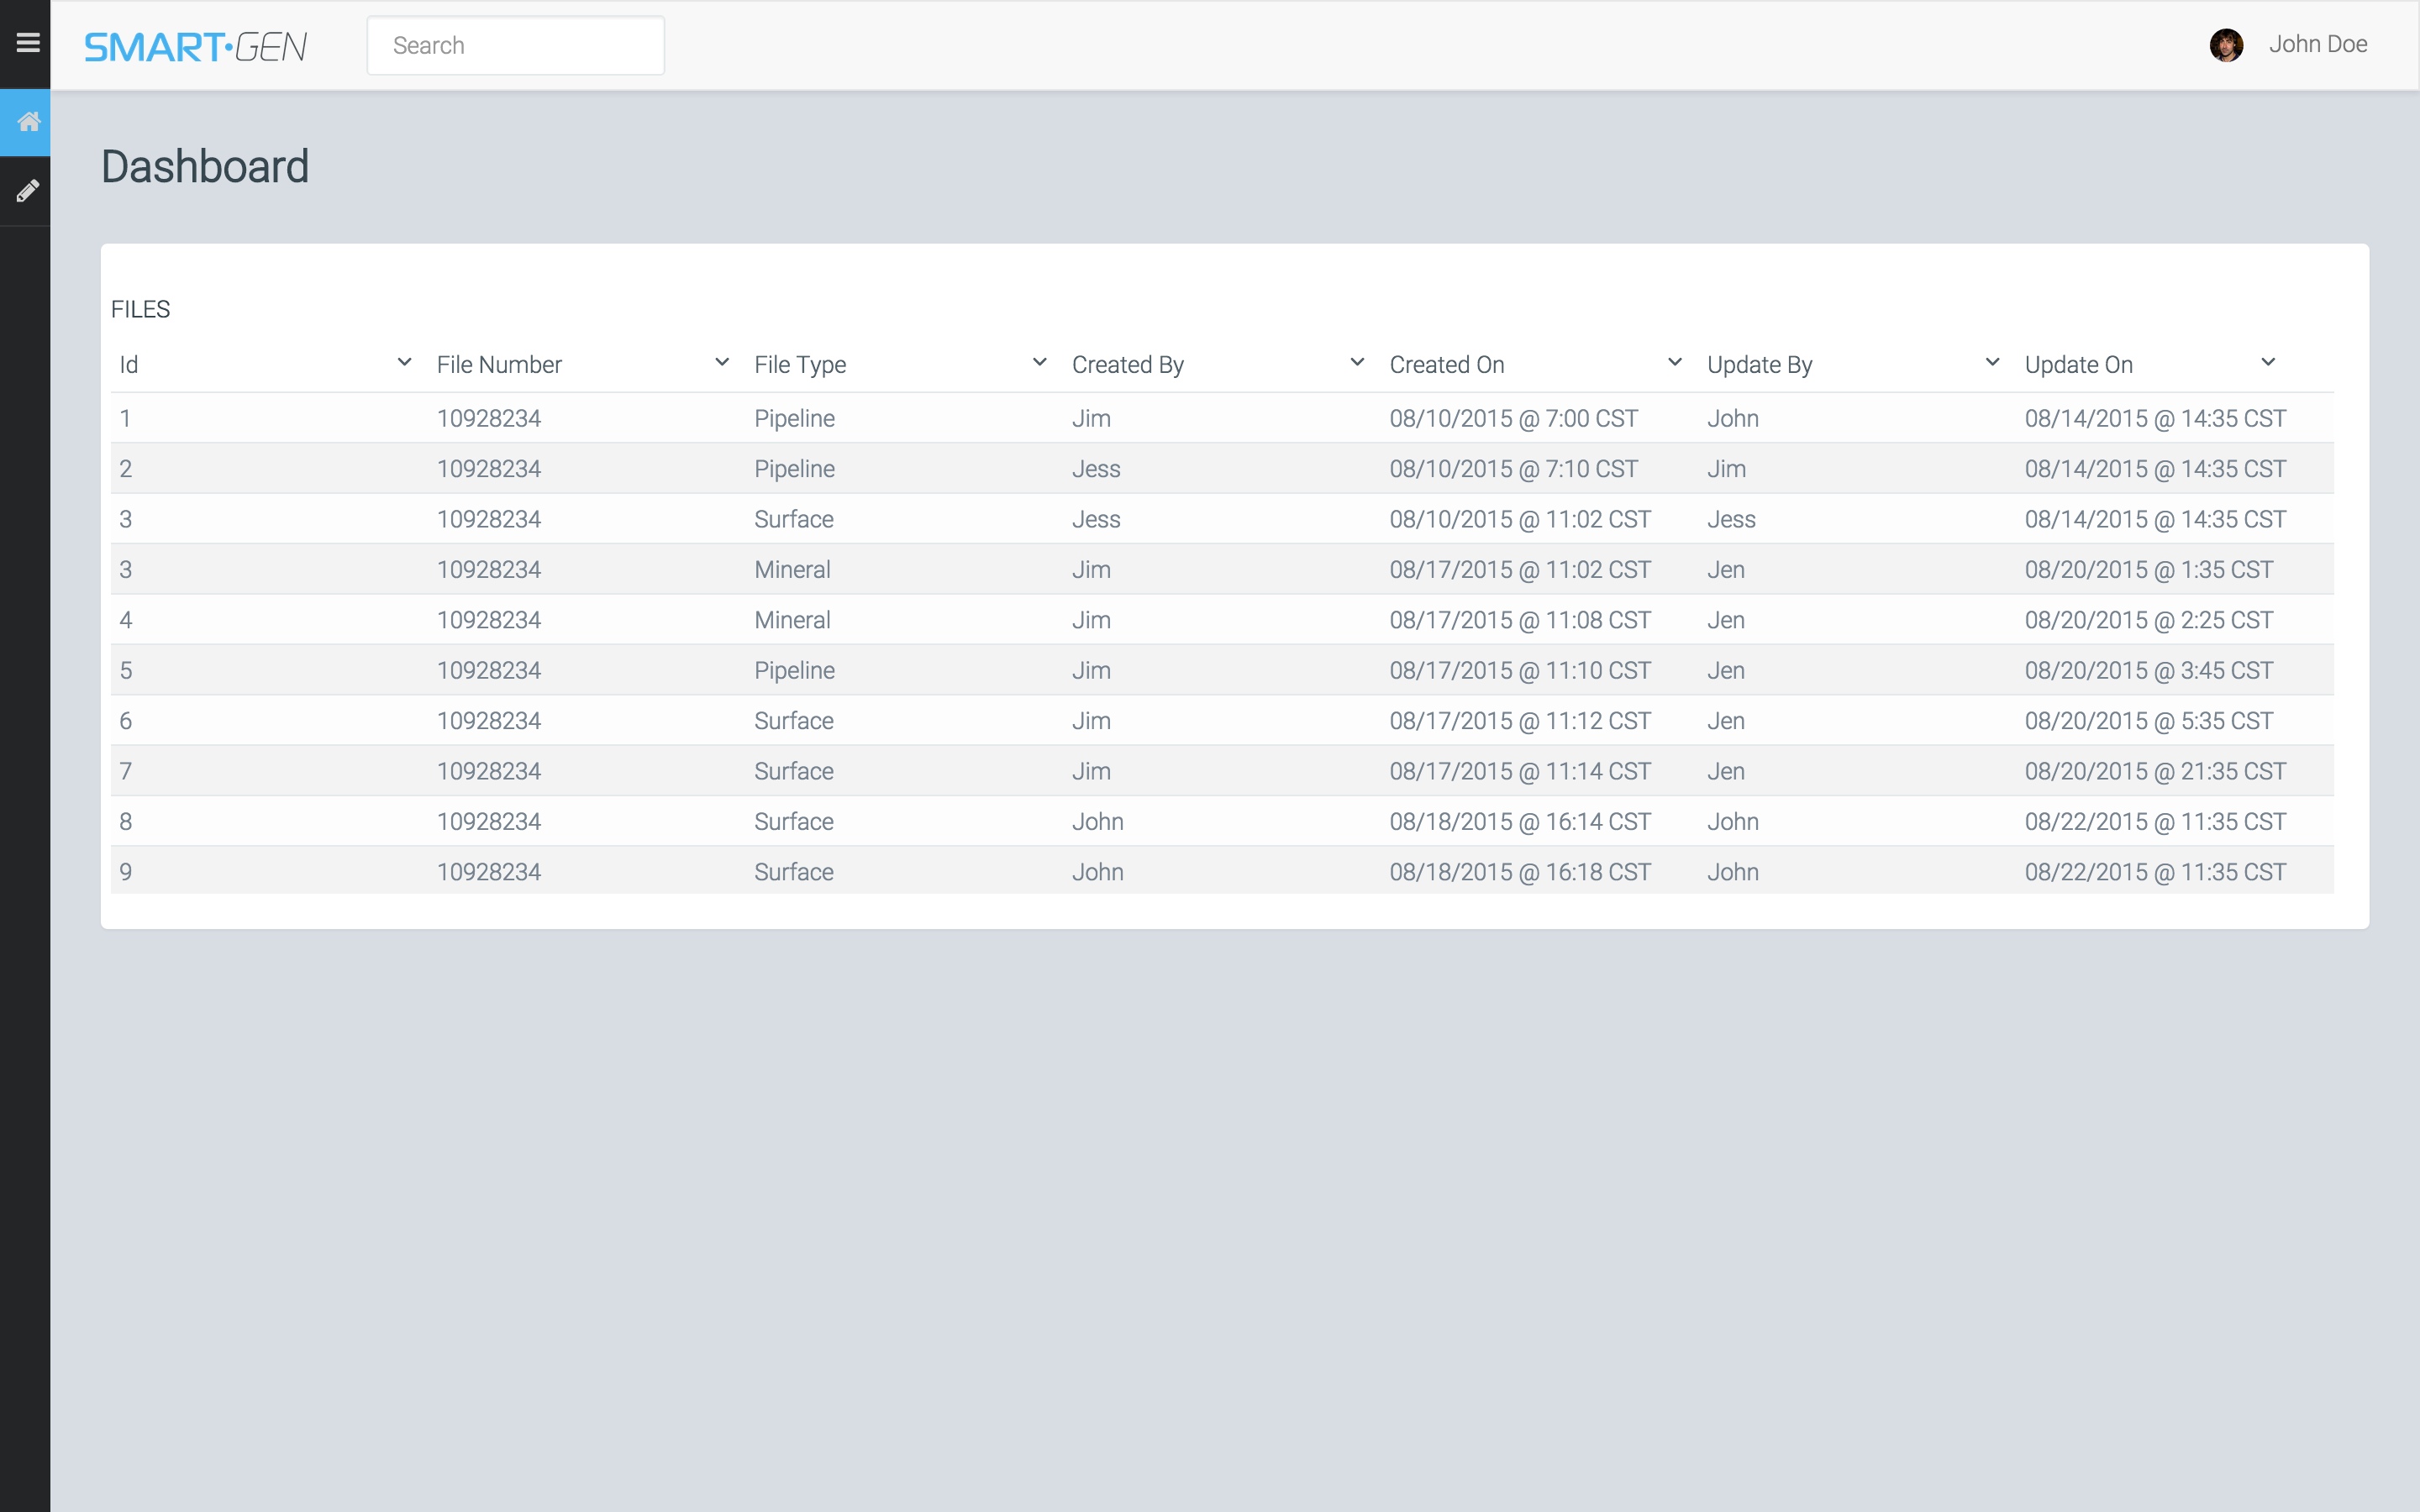 SMART·GEN Search John Doe
Dashboard
FILES
Id File Number File Type Created By Created On Update By Update On
1 10928234 Pipeline Jim 08/10/2015 @ 7:00 CST John 08/14/2015 @ 14:35 CST
2 10928234 Pipeline Jess 08/10/2015 @ 7:10 CST Jim 08/14/2015 @ 14:35 CST
3 10928234 Surface Jess 08/10/2015 @ 11:02 CST Jess 08/14/2015 @ 14:35 CST
3 10928234 Mineral Jim 08/17/2015 @ 11:02 CST Jen 08/20/2015 @ 1:35 CST
4 10928234 Mineral Jim 08/17/2015 @ 11:08 CST Jen 08/20/2015 @ 2:25 CST
5 10928234 Pipeline Jim 08/17/2015 @ 11:10 CST Jen 08/20/2015 @ 3:45 CST
6 10928234 Surface Jim 08/17/2015 @ 11:12 CST Jen 08/20/2015 @ 5:35 CST
7 10928234 Surface Jim 08/17/2015 @ 11:14 CST Jen 08/20/2015 @ 21:35 CST
8 10928234 Surface John 08/18/2015 @ 16:14 CST John 08/22/2015 @ 11:35 CST
9 10928234 Surface John 08/18/2015 @ 16:18 CST John 08/22/2015 @ 11:35 CST